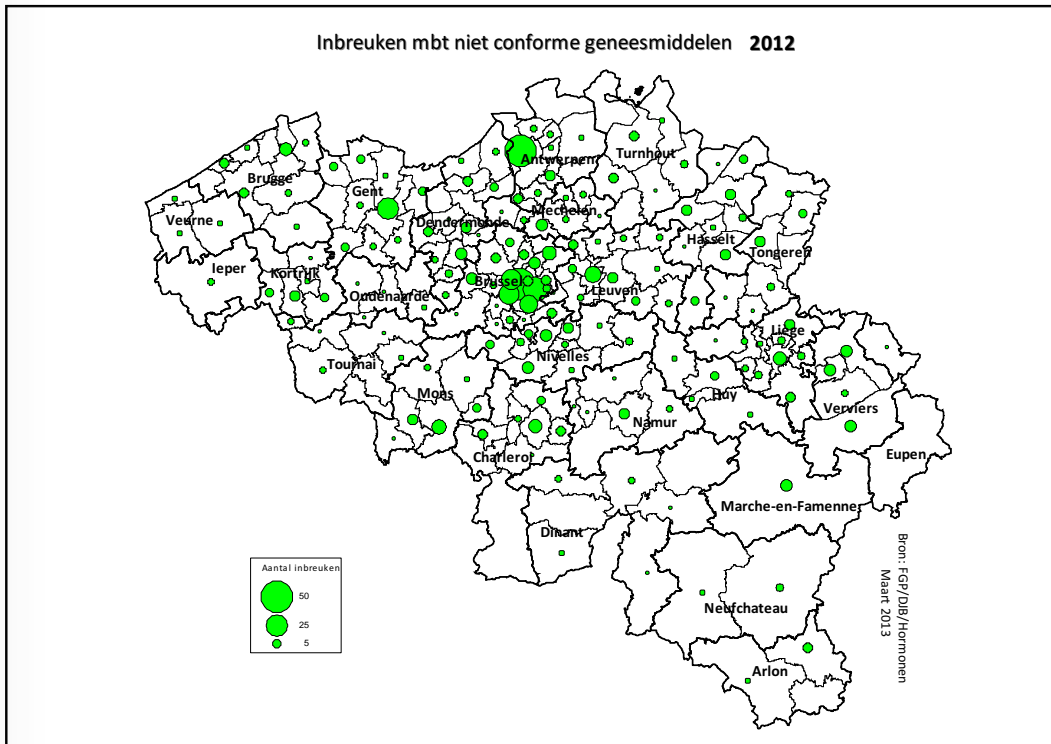 Inbreuken mbt niet conforme geneesmiddelen 2012
Antwerpen
Turnhout
Brugge
Gent
Veurne
Mechelen
Dendermonde
Hasselt
Tongeren
Ieper
Kortrijk
Brussel
Leuven
Oudenaarde
Liège
Nivelles
Tournai
Mons
Huy
Verviers
Namur
Charleroi
Eupen
Marche-en-Famenne
Dinant
Neufchateau
Arlon
Aantal inbreuken
50
25
5
Bron: FGP/DJB/Hormonen
Maart 2013